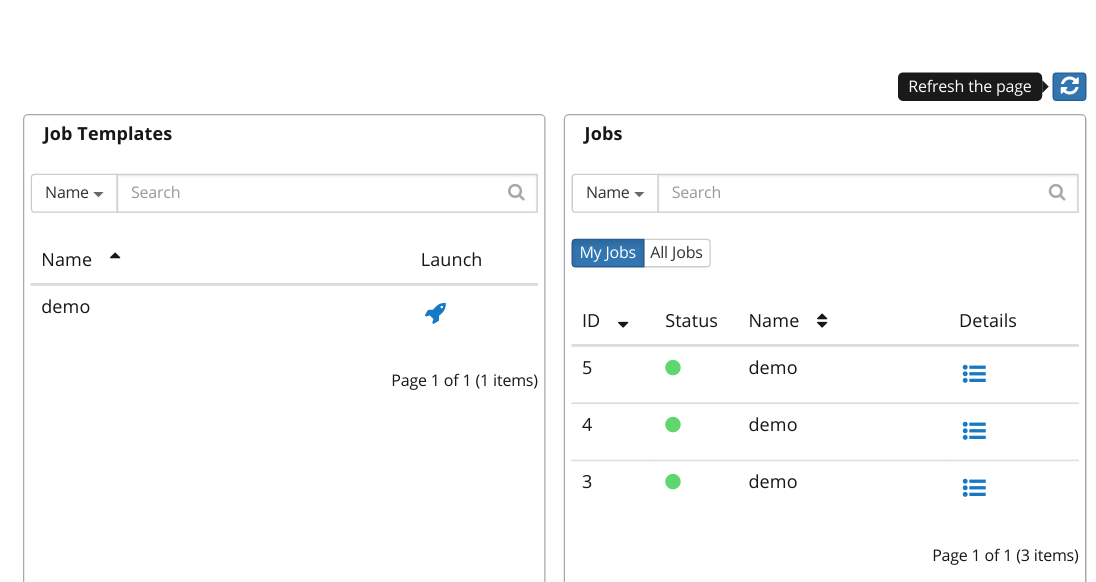 Refresh the page
Job Templates
Name Search
Name Launch
demo
Page 1 of 1 (1 items)
Jobs
Name Search
My Jobs All Jobs
ID Status Name Details
5 demo
4 demo
3 demo
Page 1 of 1 (3 items)